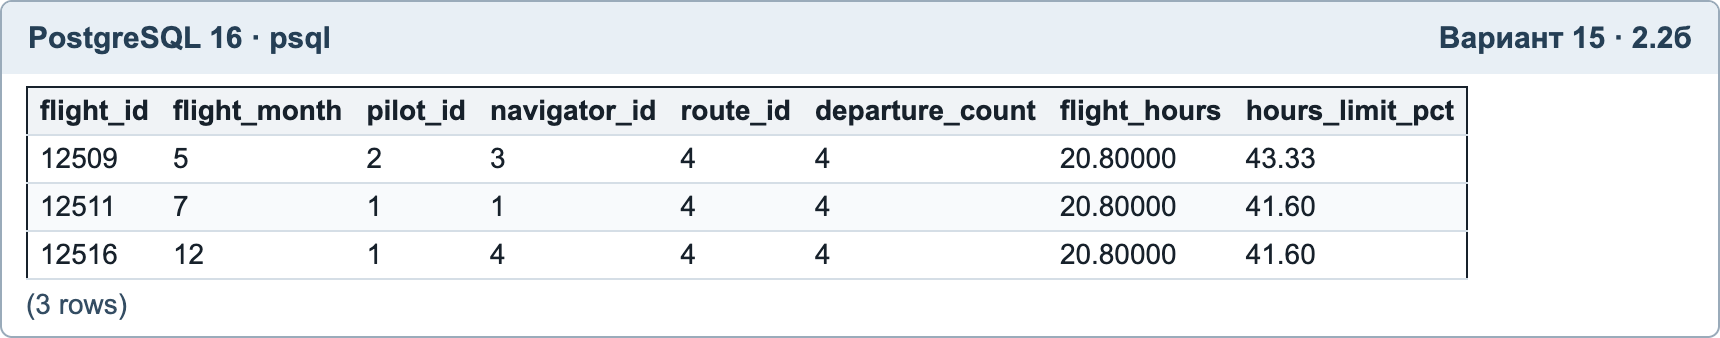 PostgreSQL 16 · psql Вариант 15 · 2.2б
flight_id flight_month pilot_id navigator_id route_id departure_count flight_hours hours_limit_pct
12509 5 2 3 4 4 20.80000 43.33
12511 7 1 1 4 4 20.80000 41.60
12516 12 1 4 4 4 20.80000 41.60
(3 rows)